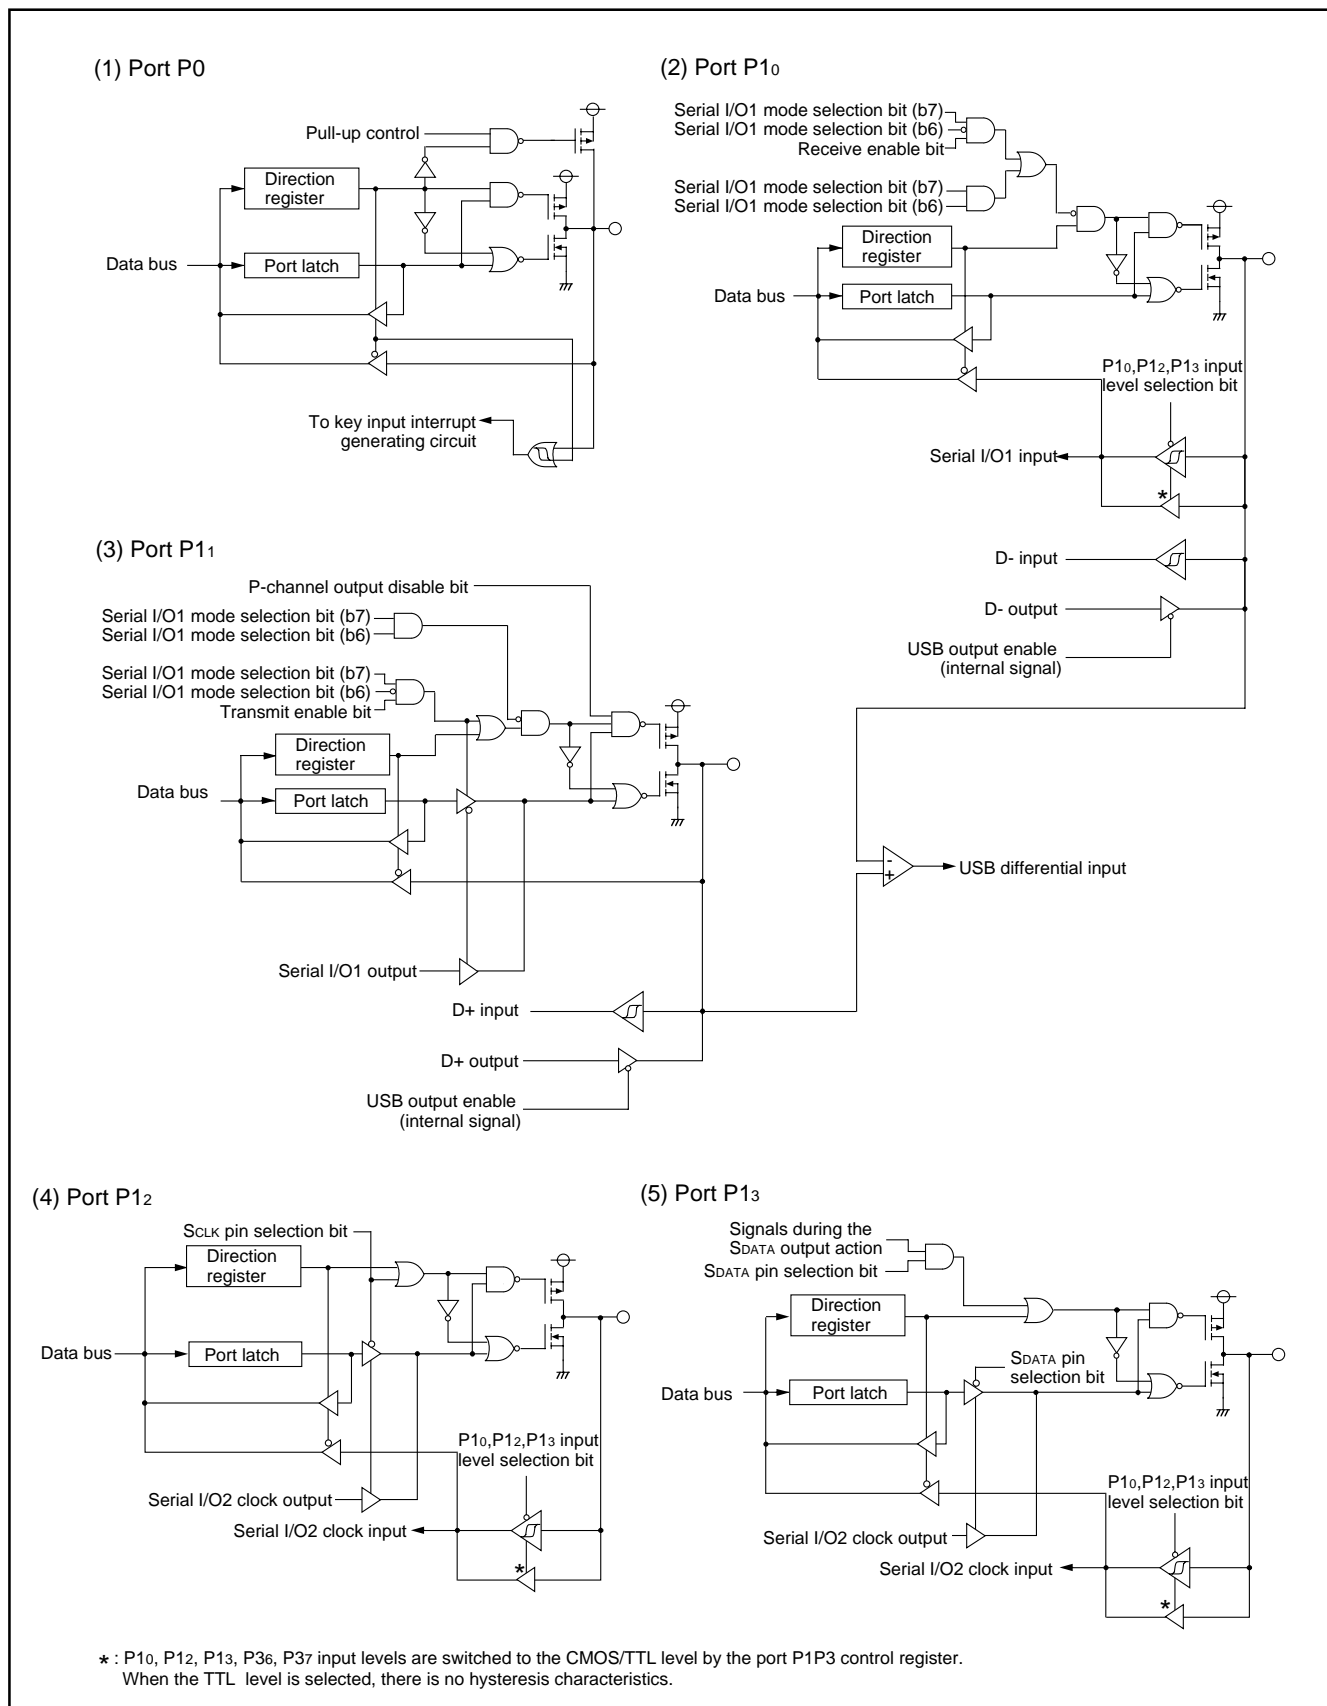 (1) Port P0
Pull-up control
Direction
register
Data bus
Port latch
To key input interrupt
generating circuit
(2) Port P10
Serial I/O1 mode selection bit (b7)
Serial I/O1 mode selection bit (b6)
Receive enable bit
Serial I/O1 mode selection bit (b7)
Serial I/O1 mode selection bit (b6)
Direction
register
Data bus
Port latch
P10,P12,P13 input
level selection bit
Serial I/O1 input
*
D- input
D- output
USB output enable
(internal signal)
(3) Port P11
P-channel output disable bit
Serial I/O1 mode selection bit (b7)
Serial I/O1 mode selection bit (b6)
Serial I/O1 mode selection bit (b7)
Serial I/O1 mode selection bit (b6)
Transmit enable bit
Direction
register
Data bus
Port latch
-
+
USB differential input
Serial I/O1 output
D+ input
D+ output
USB output enable
(internal signal)
(4) Port P12
SCLK pin selection bit
Direction
register
Data bus
Port latch
P10,P12,P13 input
level selection bit
Serial I/O2 clock output
Serial I/O2 clock input
*
(5) Port P13
Signals during the
SDATA output action
SDATA pin selection bit
Direction
register
SDATA pin
selection bit
Data bus
Port latch
P10,P12,P13 input
level selection bit
Serial I/O2 clock output
Serial I/O2 clock input
*
* : P10, P12, P13, P36, P37 input levels are switched to the CMOS/TTL level by the port P1P3 control register.
When the TTL level is selected, there is no hysteresis characteristics.